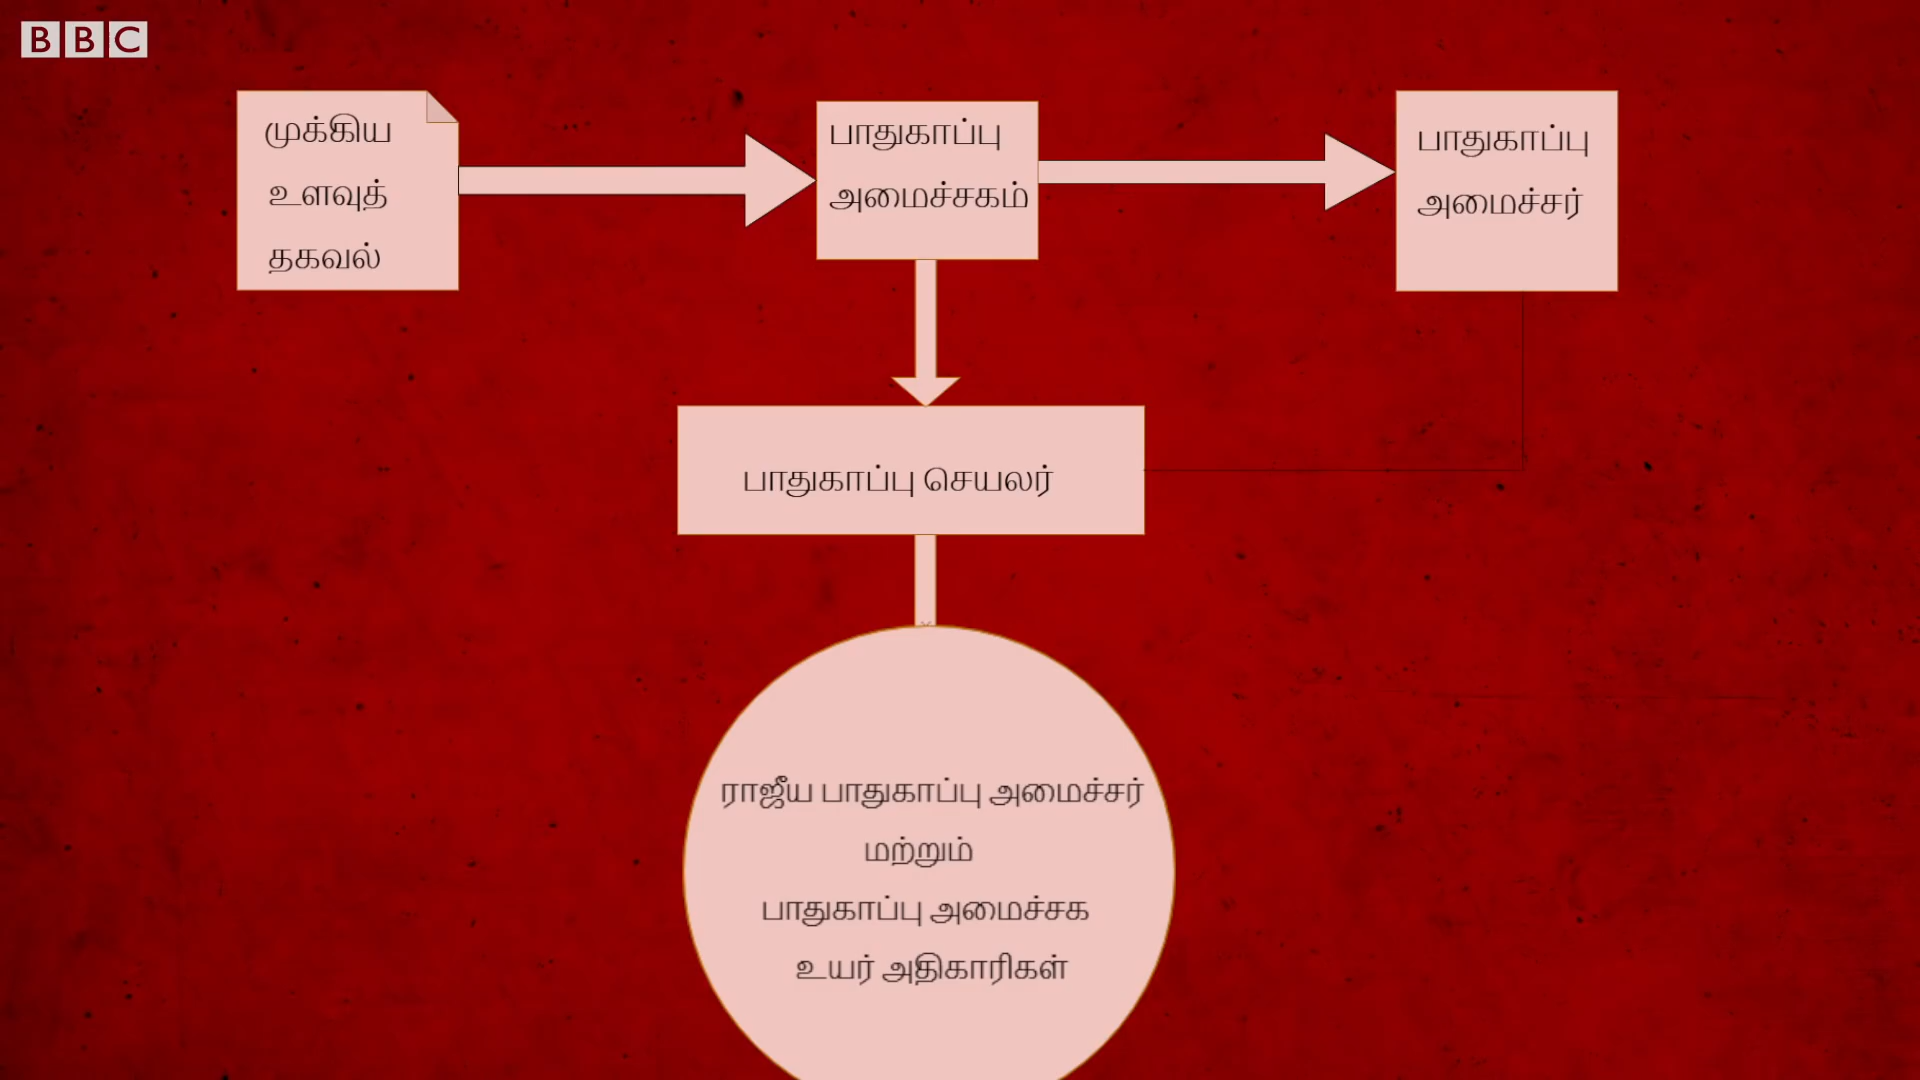 BBC
முக்கிய
உளவுத்
தகவல்
பாதுகாப்பு
அமைச்சகம்
பாதுகாப்பு
அமைச்சர்
பாதுகாப்பு செயலர்
ராஜீய பாதுகாப்பு அமைச்சர்
மற்றும்
பாதுகாப்பு அமைச்சக
உயர் அதிகாரிகள்